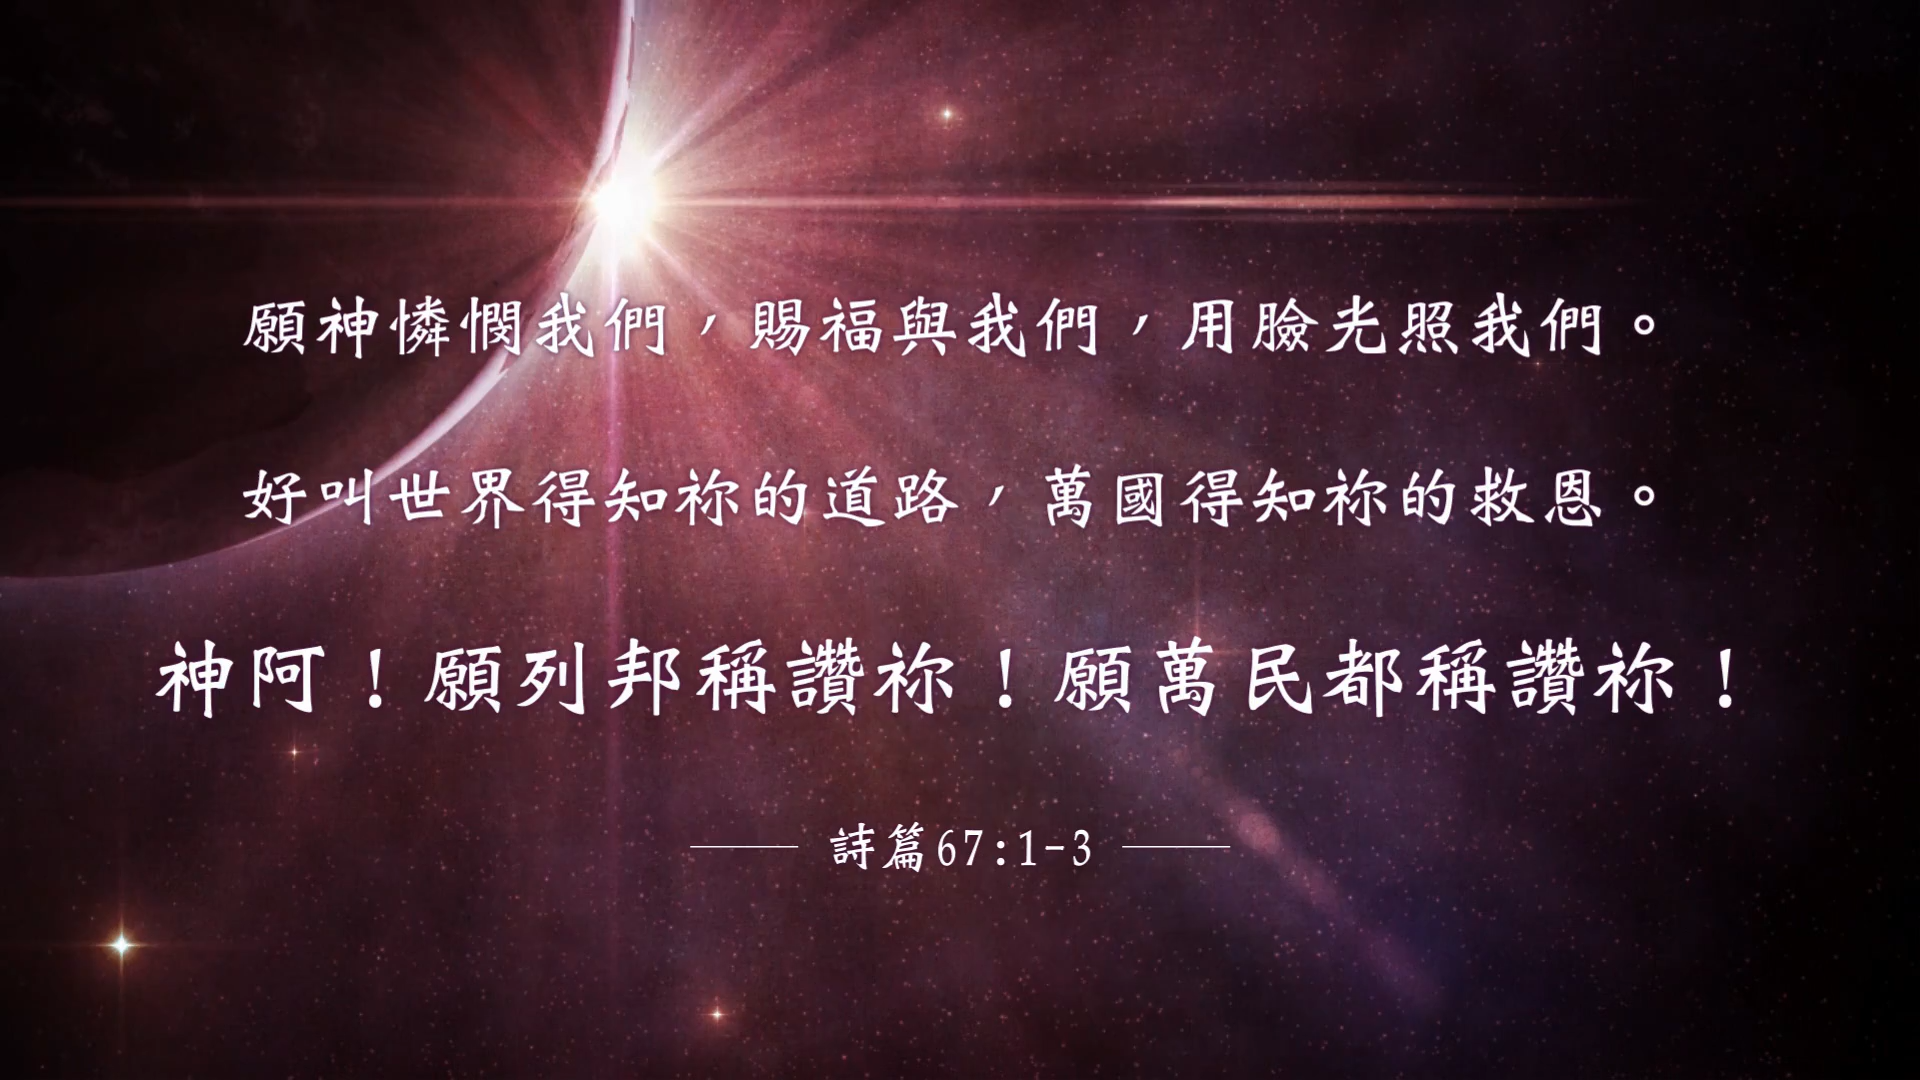 願神憐憫我們，賜福與我們，用臉光照我們。
好叫世界得知祢的道路，萬國得知祢的救恩。
神阿！願列邦稱讚祢！願萬民都稱讚祢！
詩篇67:1-3